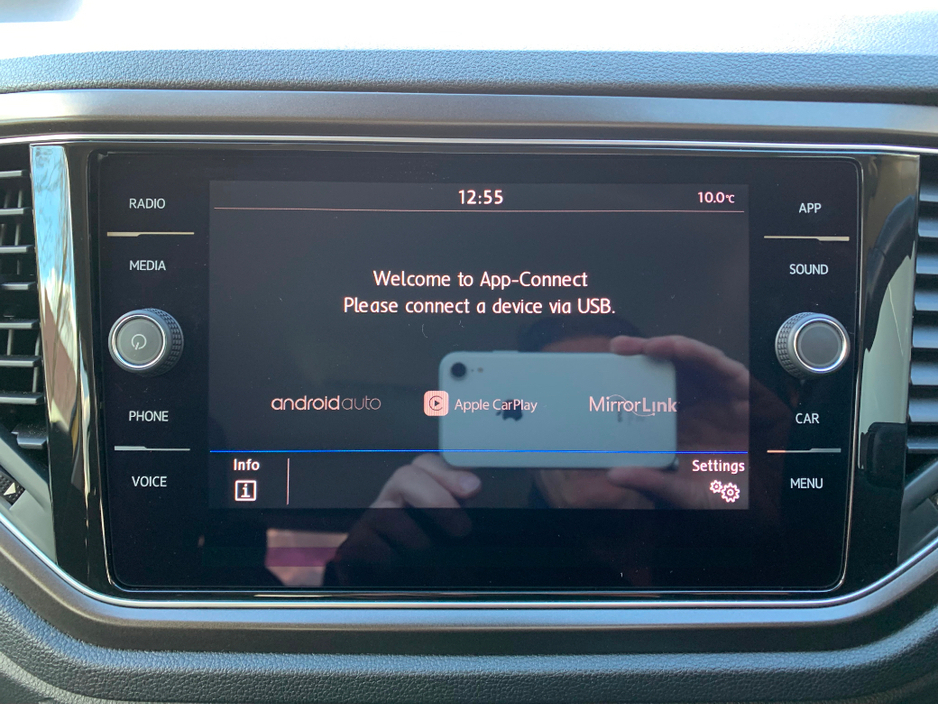 RADIO
MEDIA
PHONE
VOICE
12:55
10.0°C
Welcome to App-Connect
Please connect a device via USB.
androidauto
Apple CarPlay
MirrorLink
Info
i
Settings
APP
SOUND
CAR
MENU